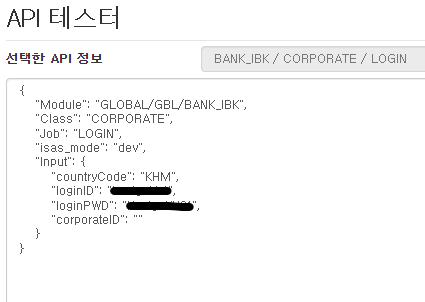 API 테스터
선택한 API 정보
BANK_IBK / CORPORATE / LOGIN
{
"Module": "GLOBAL/GBL/BANK_IBK",
"Class": "CORPORATE",
"Job": "LOGIN",
"isas_mode": "dev",
"Input": {
"countryCode": "KHM",
"loginID":
"loginPWD":
"corporateID": ""
}
}